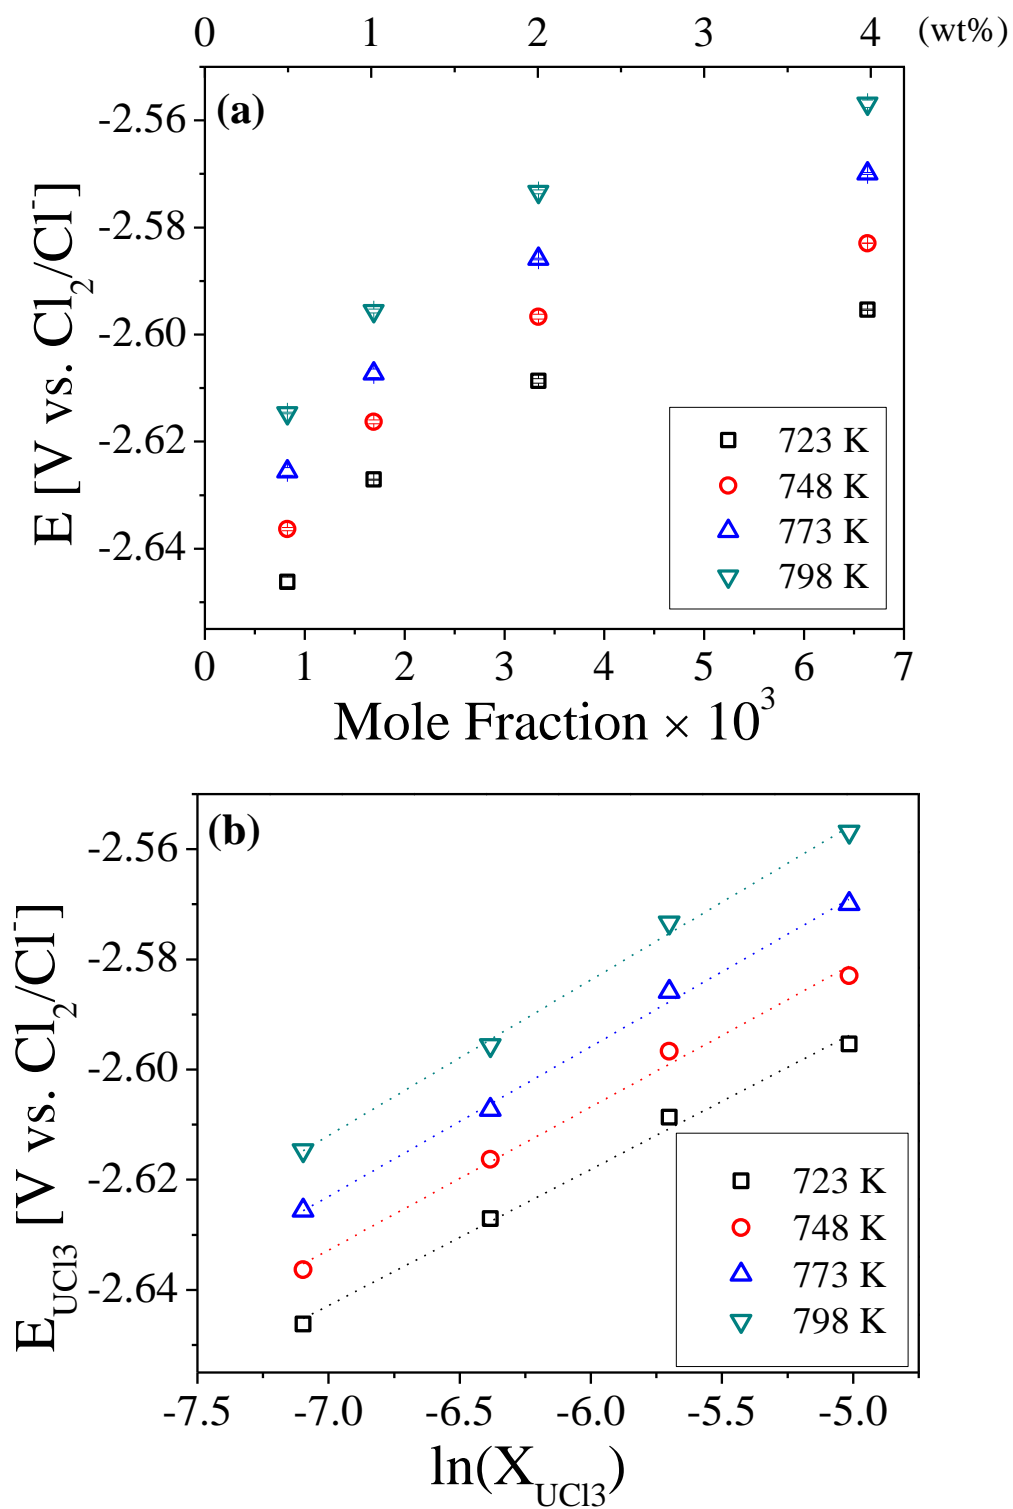 0 1 2 3 4 (wt%)
(a)
-2.56
-2.58
-2.60
-2.62
-2.64
E [V vs. Cl₂/Cl⁻]
723 K
748 K
773 K
798 K
0 1 2 3 4 5 6 7
Mole Fraction × 10³
(b)
-2.56
-2.58
-2.60
-2.62
-2.64
E_UCl3 [V vs. Cl₂/Cl⁻]
723 K
748 K
773 K
798 K
-7.5 -7.0 -6.5 -6.0 -5.5 -5.0
ln(X_UCl3)